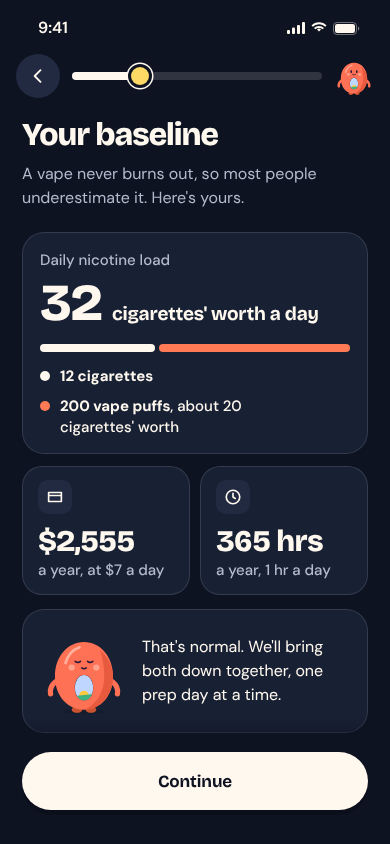 9:41
Your baseline
A vape never burns out, so most people
underestimate it. Here's yours.
Daily nicotine load
32 cigarettes' worth a day
12 cigarettes
200 vape puffs, about 20
cigarettes' worth
$2,555
a year, at $7 a day
365 hrs
a year, 1 hr a day
That's normal. We'll bring
both down together, one
prep day at a time.
Continue